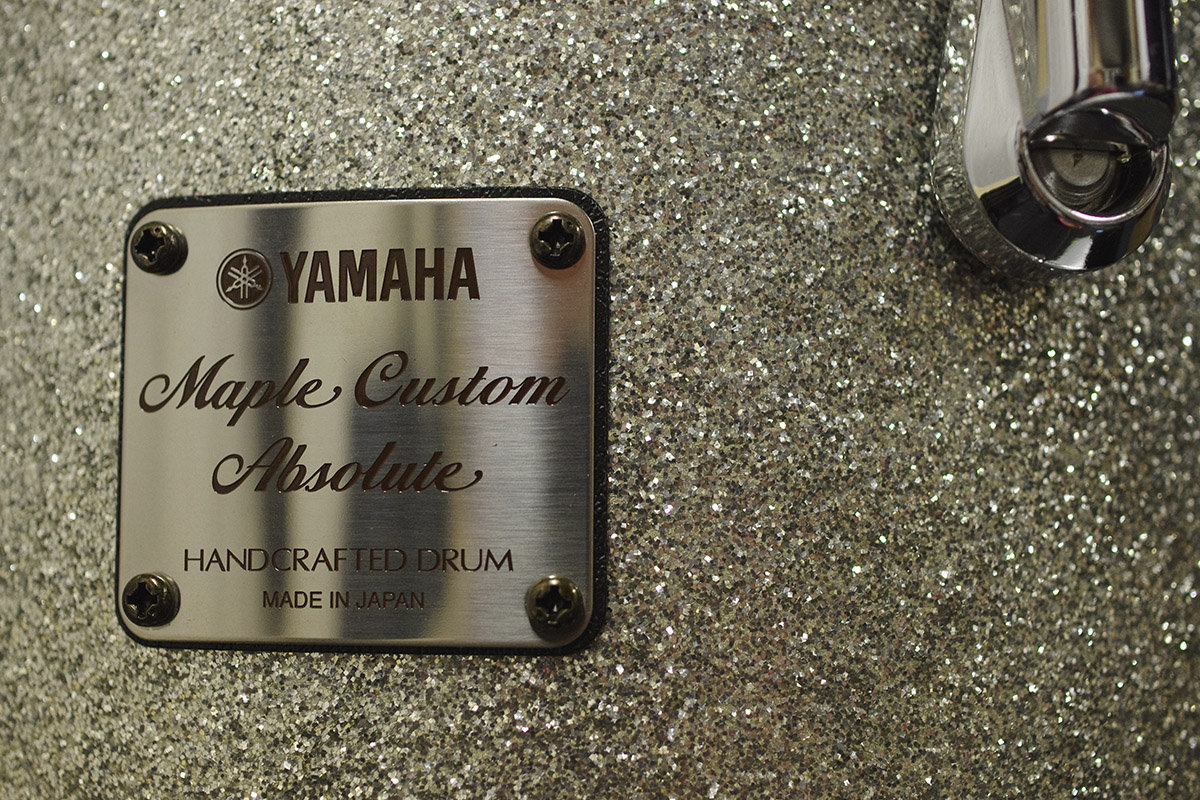 YAMAHA
Maple Custom
Absolute
HANDCRAFTED DRUM
MADE IN JAPAN